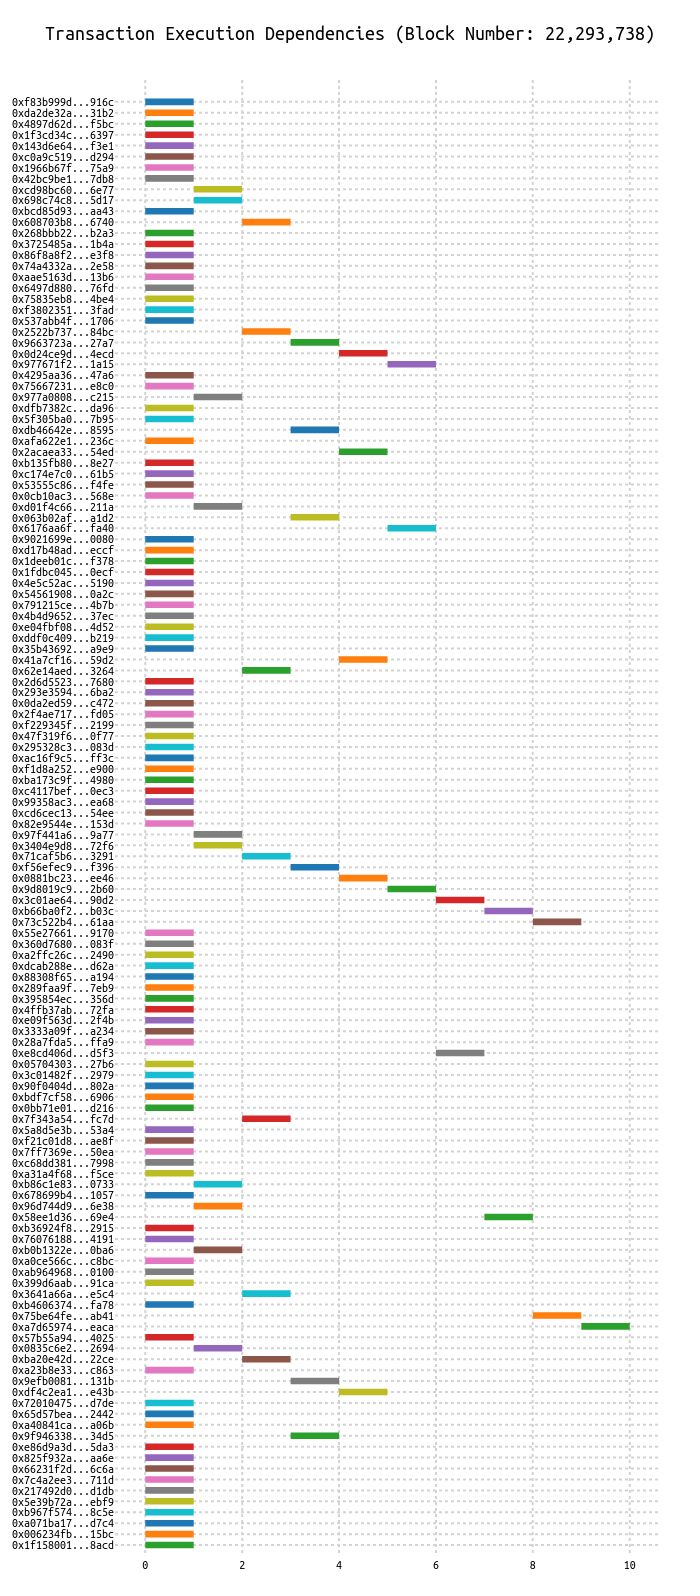 Transaction Execution Dependencies (Block Number: 22,293,738)
0xf83b999d...916c
0xda2de32a...31b2
0x4897d62d...f5bc
0x1f3cd34c...6397
0x143d6e64...f3e1
0xc0a9c519...d294
0x1966b67f...75a9
0x42bc9be1...7db8
0xcd98bc60...6e77
0x698c74c8...5d17
0xbcd85d93...aa43
0x608703b8...6740
0x268bbb22...b2a3
0x3725485a...1b4a
0x86f8a8f2...e3f8
0x74a4332a...2e58
0xaae5163d...13b6
0x6497d880...76fd
0x75835eb8...4be4
0xf3802351...3fad
0x537abb4f...1706
0x2522b737...84bc
0x9663723a...27a7
0x0d24ce9d...4ecd
0x977671f2...1a15
0x4295aa36...47a6
0x75667231...e8c0
0x977a0808...c215
0xdfb7382c...da96
0x5f305ba0...7b95
0xdb46642e...8595
0xafa622e1...236c
0x2acaea33...54ed
0xb135fb80...8e27
0xc174e7c0...61b5
0x53555c86...f4fe
0x0cb10ac3...568e
0xd01f4c66...211a
0x063b02af...a1d2
0x6176aa6f...fa40
0x9021699e...0080
0xd17b48ad...eccf
0x1deeb01c...f378
0x1fdbc045...0ecf
0x4e5c52ac...5190
0x54561908...0a2c
0x791215ce...4b7b
0x4b4d9652...37ec
0xe04fbf08...4d52
0xddf0c409...b219
0x35b43692...a9e9
0x41a7cf16...59d2
0x62e14aed...3264
0x2d6d5523...7680
0x293e3594...6ba2
0x0da2ed59...c472
0x2f4ae717...fd05
0xf229345f...2199
0x47f319f6...0f77
0x295328c3...083d
0xac16f9c5...ff3c
0xf1d8a252...e900
0xba173c9f...4980
0xc4117bef...0ec3
0x99358ac3...ea68
0xcd6cec13...54ee
0x82e9544e...153d
0x97f441a6...9a77
0x3404e9d8...72f6
0x71caf5b6...3291
0xf56efec9...f396
0x0881bc23...ee46
0x9d8019c9...2b60
0x3c01ae64...90d2
0xb66ba0f2...b03c
0x73c522b4...61aa
0x55e27661...9170
0x360d7680...083f
0xa2ffc26c...2490
0xdcab288e...d62a
0x88308f65...a194
0x289faa9f...7eb9
0x395854ec...356d
0x4ffb37ab...72fa
0xe09f563d...2f4b
0x3333a09f...a234
0x28a7fda5...ffa9
0xe8cd406d...d5f3
0x05704303...27b6
0x3c01482f...2979
0x90f0404d...802a
0xbdf7cf58...6906
0x0bb71e01...d216
0x7f343a54...fc7d
0x5a8d5e3b...53a4
0xf21c01d8...ae8f
0x7ff7369e...50ea
0xc68dd381...7998
0xa31a4f68...f5ce
0xb86c1e83...0733
0x678699b4...1057
0x96d744d9...6e38
0x58ee1d36...69e4
0xb36924f8...2915
0x76076188...4191
0xb0b1322e...0ba6
0xa0ce566c...c8bc
0xab964968...0100
0x399d6aab...91ca
0x3641a66a...e5c4
0xb4606374...fa78
0x75be64fe...ab41
0xa7d65974...eaca
0x57b55a94...4025
0x0835c6e2...2694
0xba20e42d...22ce
0xa23b8e33...c863
0x9efb0081...131b
0xdf4c2ea1...e43b
0x72010475...d7de
0x65d57bea...2442
0xa40841ca...a06b
0x9f946338...34d5
0xe86d9a3d...5da3
0x825f932a...aa6e
0x66231f2d...6c6a
0x7c4a2ee3...711d
0x217492d0...d1db
0x5e39b72a...ebf9
0xb967f574...8c5e
0xa071ba17...d7c4
0x006234fb...15bc
0x1f158001...8acd
0 2 4 6 8 10